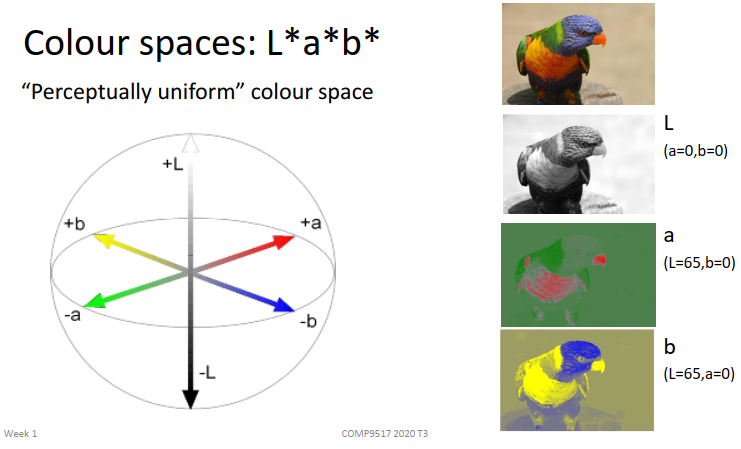 Colour spaces: L*a*b*
“Perceptually uniform” colour space
+L
+b
+a
-a
-b
-L
L
(a=0,b=0)
a
(L=65,b=0)
b
(L=65,a=0)
Week 1
COMP9517 2020 T3